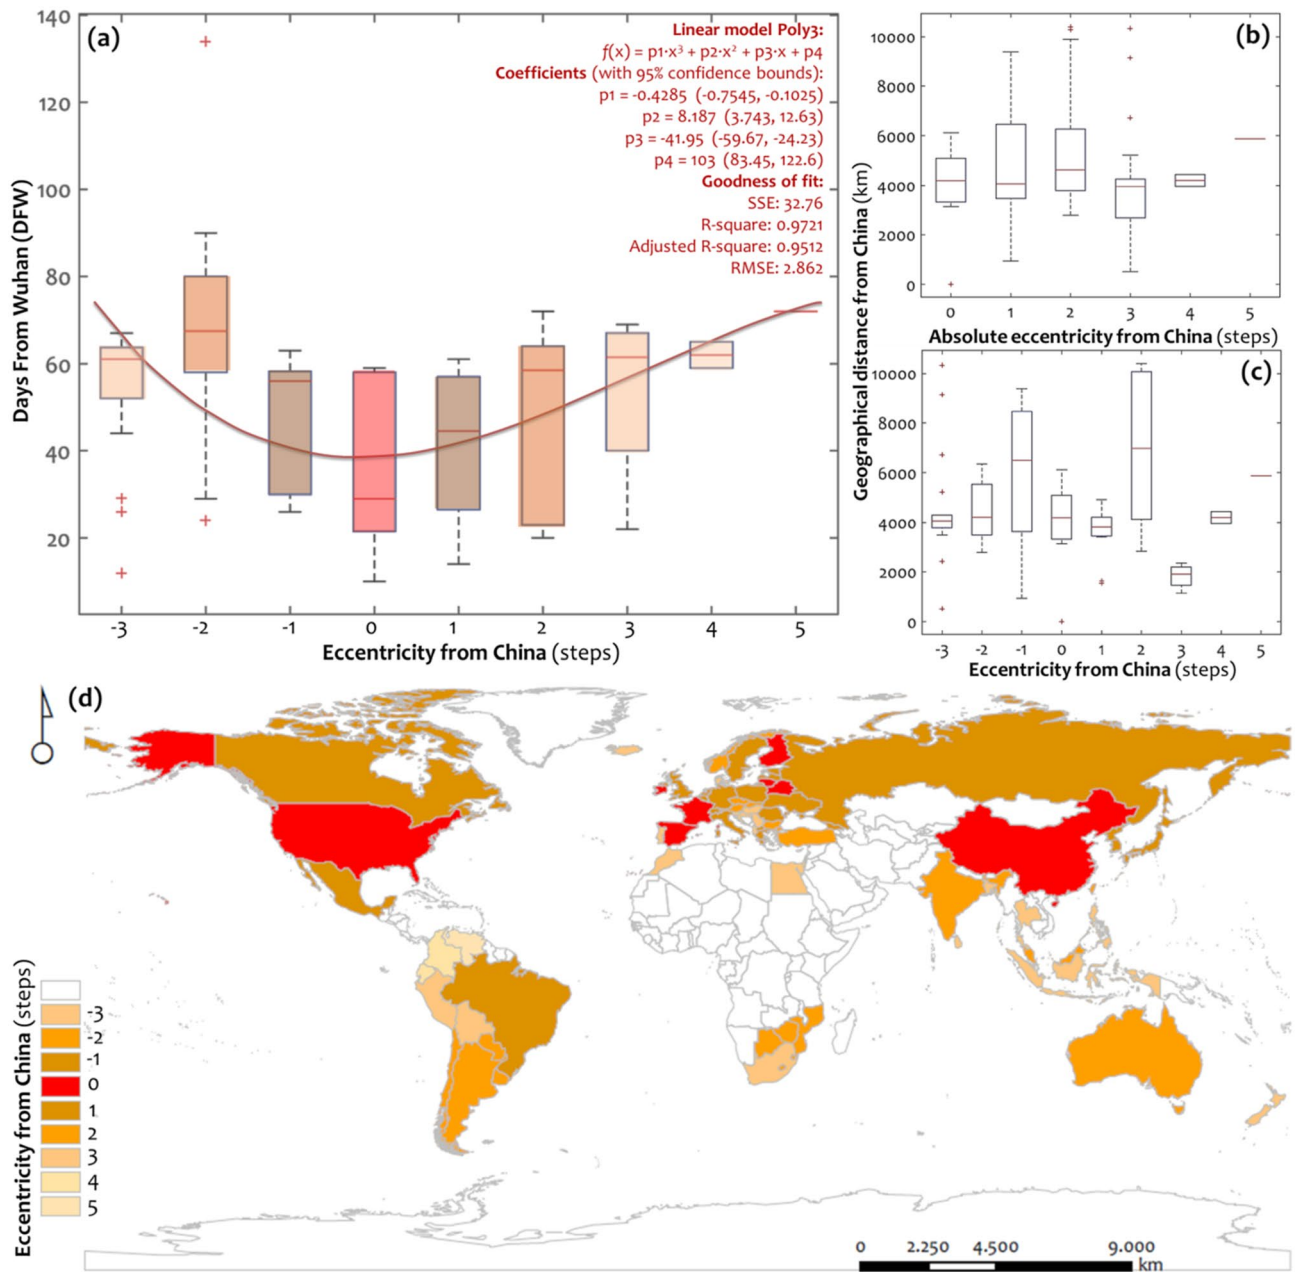 (a)
140
120
100
80
60
40
20
Days From Wuhan (DFW)
Linear model Poly3:
f(x) = p1·x³ + p2·x² + p3·x + p4
Coefficients (with 95% confidence bounds):
p1 = -0.4285 (-0.7545, -0.1025)
p2 = 8.187 (3.743, 12.63)
p3 = -41.95 (-59.67, -24.23)
p4 = 103 (83.45, 122.6)
Goodness of fit:
SSE: 32.76
R-square: 0.9721
Adjusted R-square: 0.9512
RMSE: 2.862
-3 -2 -1 0 1 2 3 4 5
Eccentricity from China (steps)
(b)
10000
8000
6000
4000
2000
0
0 1 2 3 4 5
Absolute eccentricity from China (steps)
Geographical distance from China (km)
(c)
10000
8000
6000
4000
2000
0
-3 -2 -1 0 1 2 3 4 5
Eccentricity from China (steps)
(d)
Eccentricity from China (steps)
-3
-2
-1
0
1
2
3
4
5
0 2.250 4.500 9.000
km